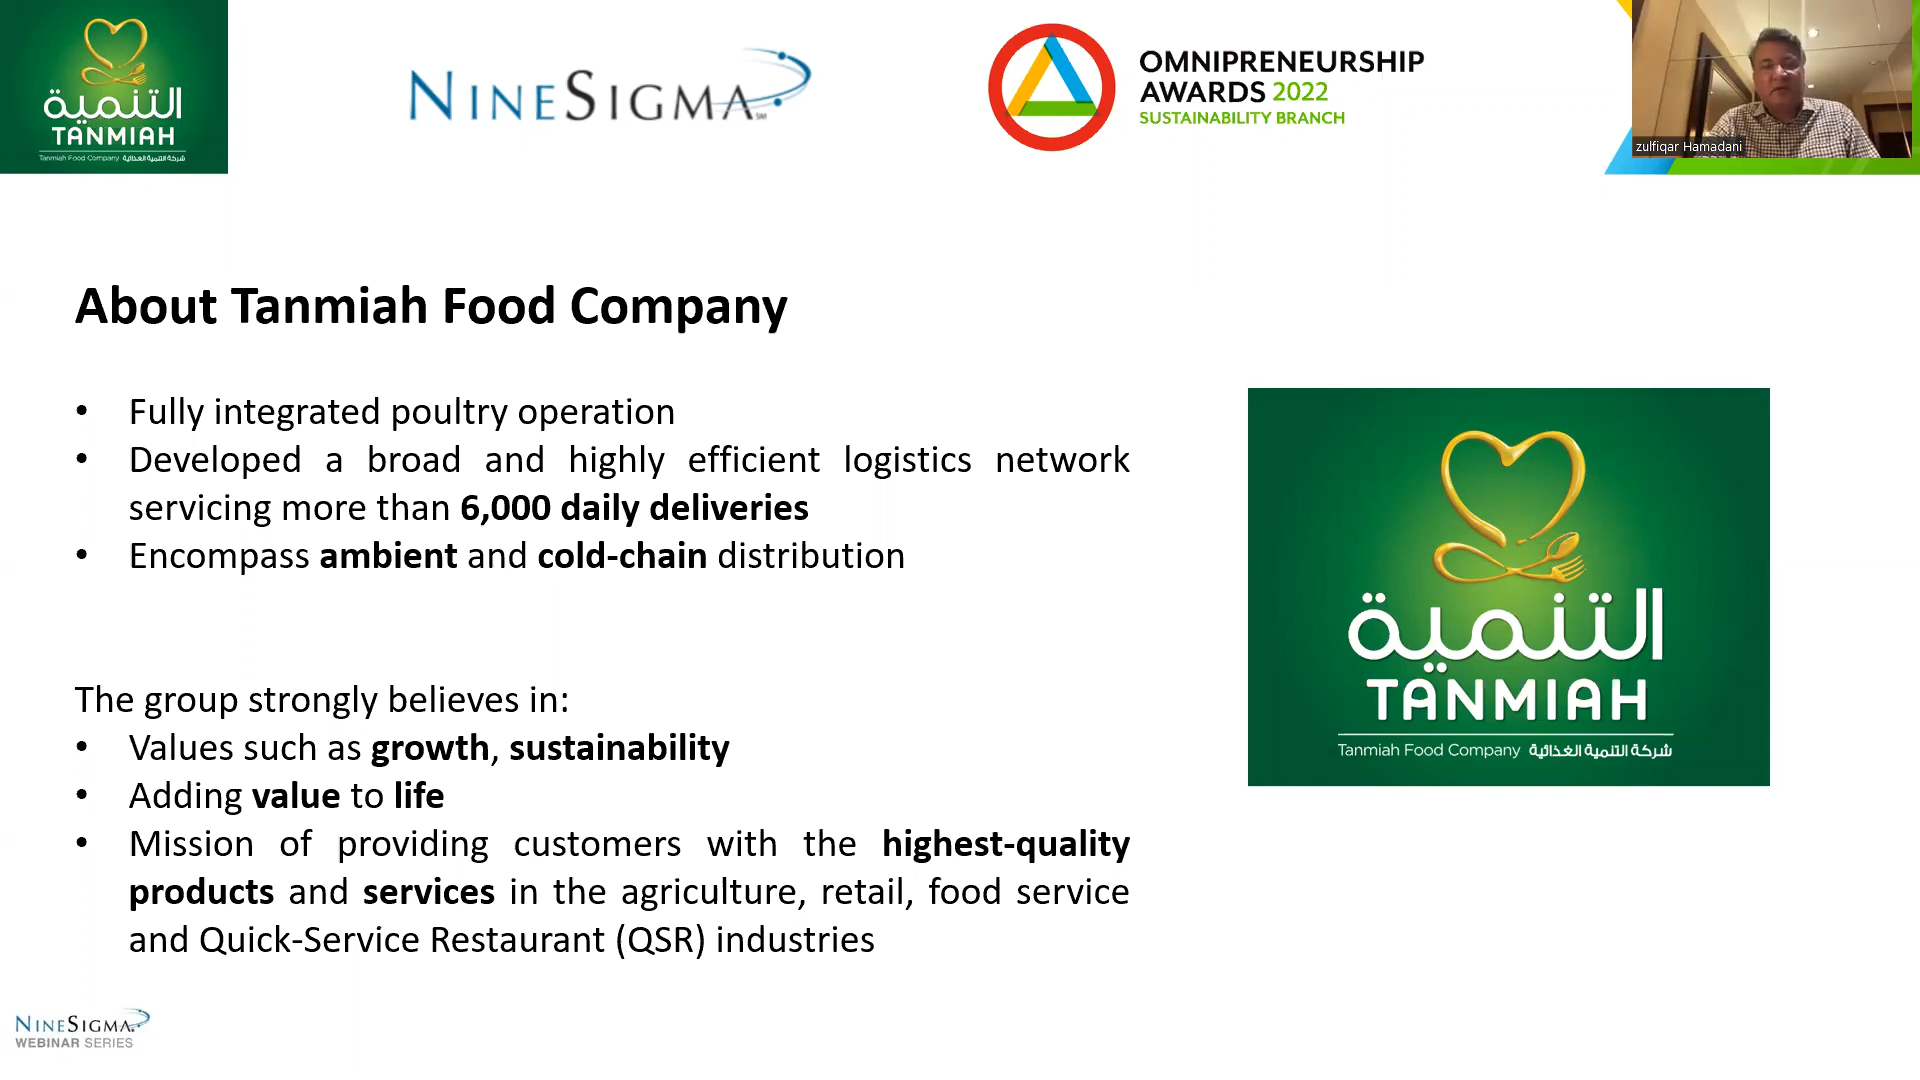 التنمية
TANMIAH
Tanmiah Food Company شركة التنمية الغذائية
NINESIGMA SM
OMNIPRENEURSHIP
AWARDS 2022
SUSTAINABILITY BRANCH
zulfiqar Hamadani
About Tanmiah Food Company
• Fully integrated poultry operation
• Developed a broad and highly efficient logistics network
servicing more than 6,000 daily deliveries
• Encompass ambient and cold-chain distribution
The group strongly believes in:
• Values such as growth, sustainability
• Adding value to life
• Mission of providing customers with the highest-quality
products and services in the agriculture, retail, food service
and Quick-Service Restaurant (QSR) industries
التنمية
TANMIAH
Tanmiah Food Company شركة التنمية الغذائية
NINESIGMA
WEBINAR SERIES